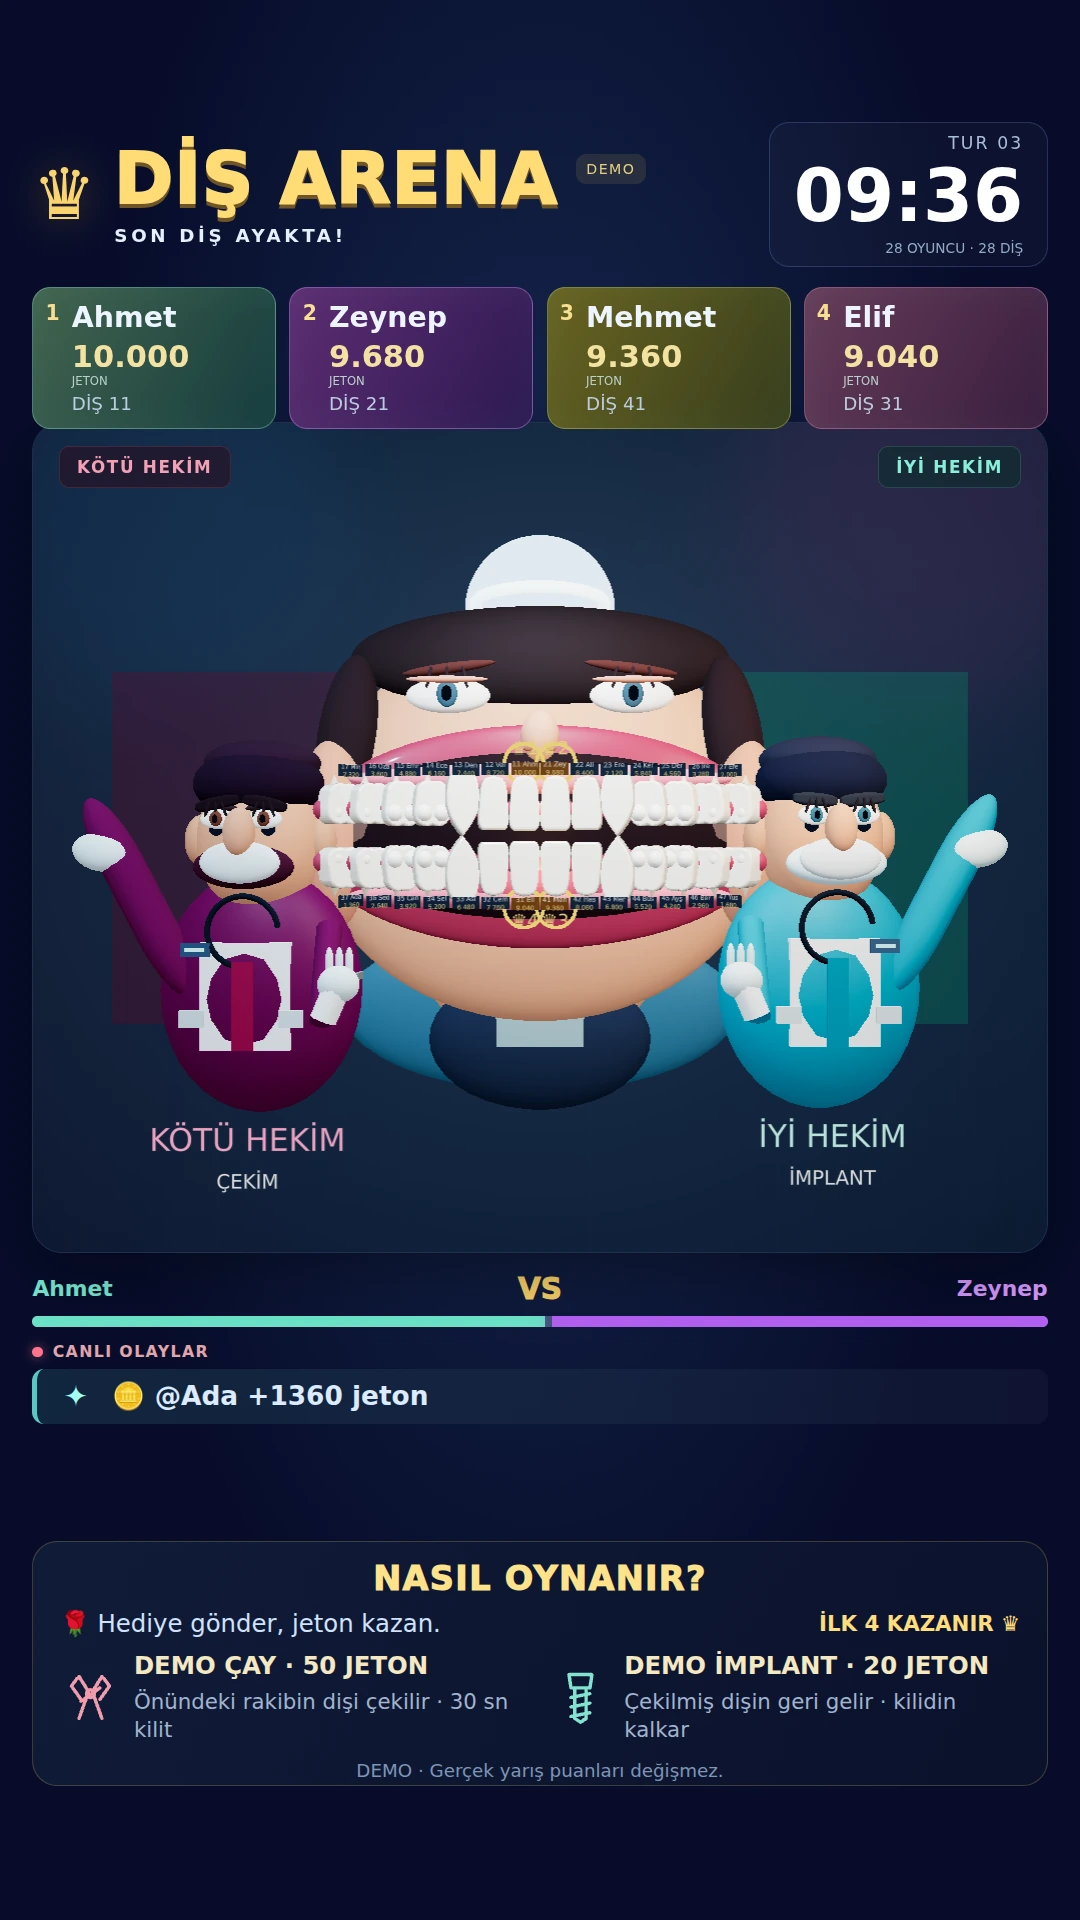 DİŞ ARENA
DEMO
SON DİŞ AYAKTA!
TUR 03
09:36
28 OYUNCU · 28 DİŞ
1 Ahmet
10.000
JETON
DİŞ 11
2 Zeynep
9.680
JETON
DİŞ 21
3 Mehmet
9.360
JETON
DİŞ 41
4 Elif
9.040
JETON
DİŞ 31
KÖTÜ HEKİM
İYİ HEKİM
KÖTÜ HEKİM
ÇEKİM
İYİ HEKİM
İMPLANT
Ahmet
VS
Zeynep
CANLI OLAYLAR
@Ada +1360 jeton
NASIL OYNANIR?
Hediye gönder, jeton kazan.
İLK 4 KAZANIR
DEMO ÇAY · 50 JETON
Önündeki rakibin dişi çekilir · 30 sn
kilit
DEMO İMPLANT · 20 JETON
Çekilmiş dişin geri gelir · kilidin
kalkar
DEMO · Gerçek yarış puanları değişmez.